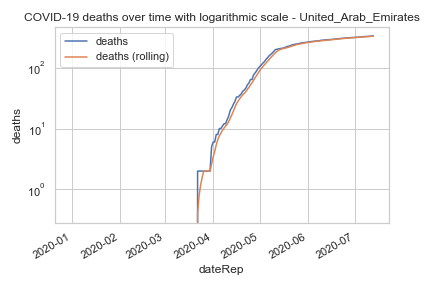 COVID-19 deaths over time with logarithmic scale - United_Arab_Emirates
deaths
deaths (rolling)
10²
10¹
10⁰
deaths
2020-01
2020-02
2020-03
2020-04
2020-05
2020-06
2020-07
dateRep